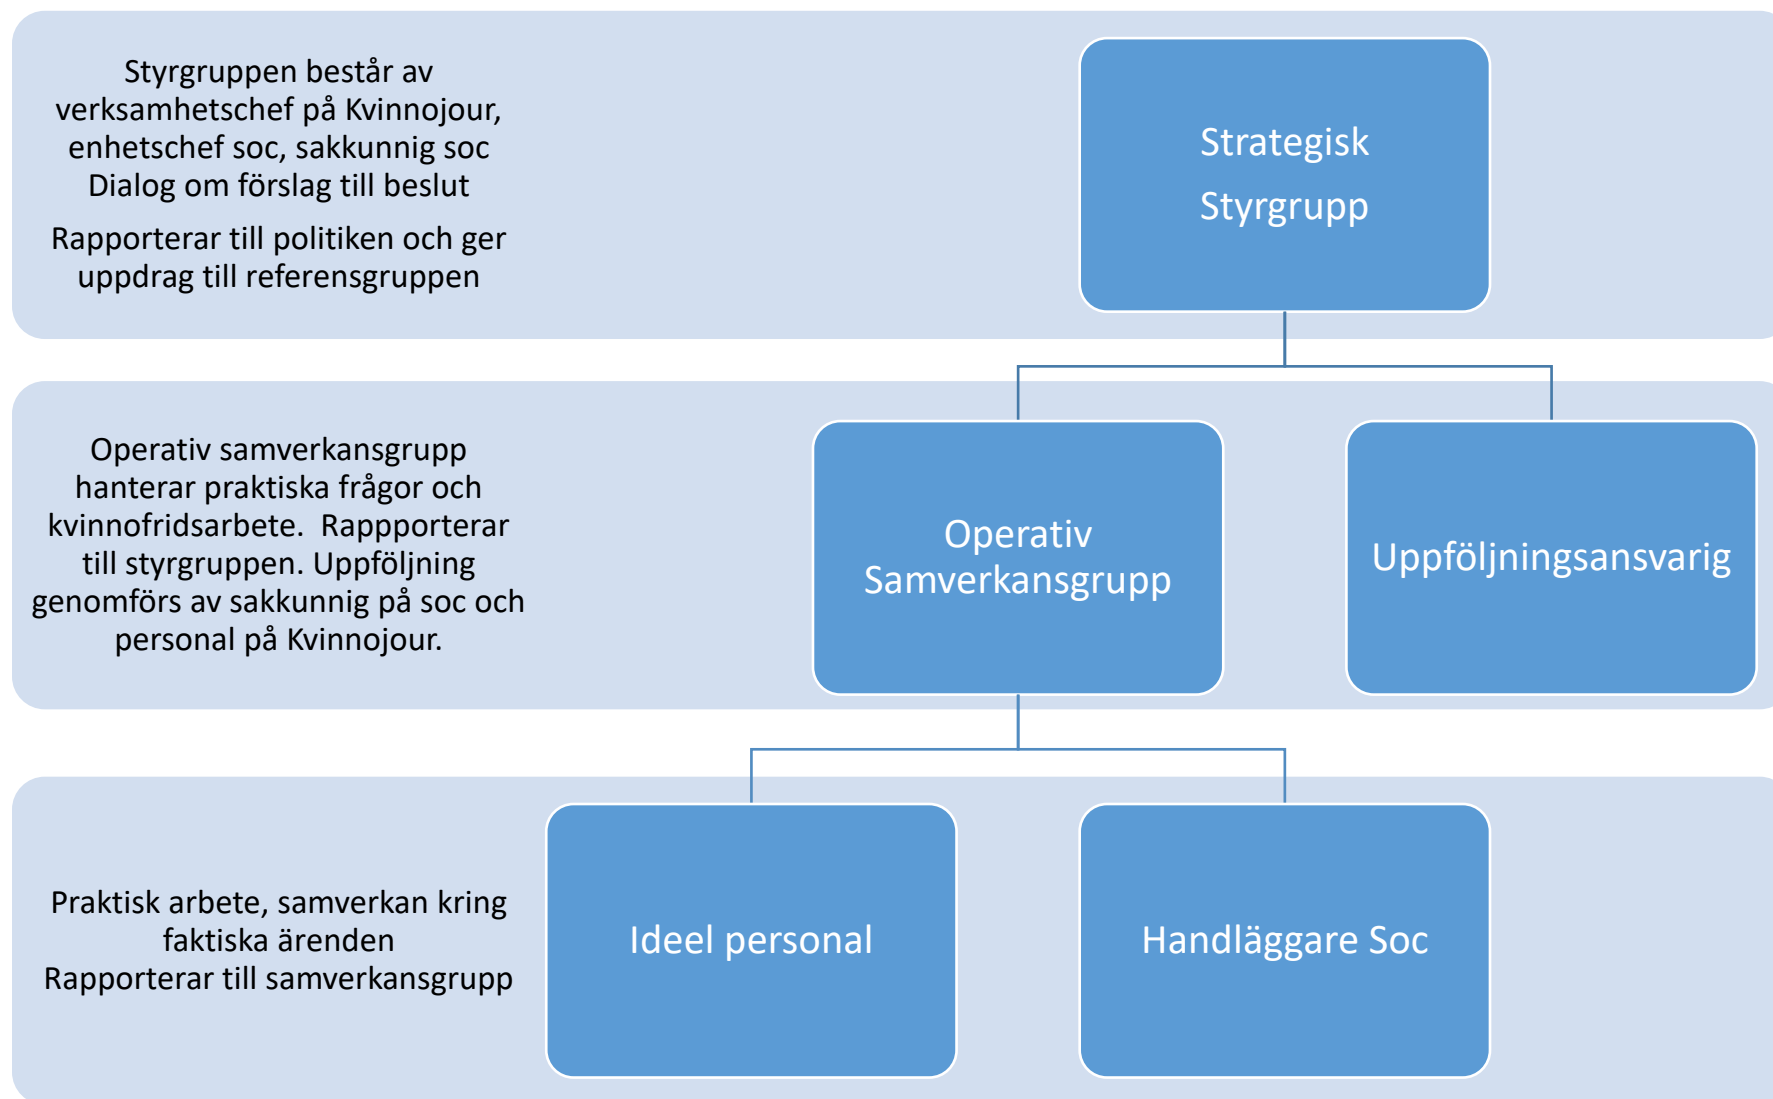 Styrgruppen består av
verksamhetschef på Kvinnojour,
enhetschef soc, sakkunnig soc
Dialog om förslag till beslut
Rapporterar till politiken och ger
uppdrag till referensgruppen
Strategisk
Styrgrupp
Operativ samverkansgrupp
hanterar praktiska frågor och
kvinnofridsarbete.  Rappporterar
till styrgruppen. Uppföljning
genomförs av sakkunnig på soc och
personal på Kvinnojour.
Operativ
Samverkansgrupp
Uppföljningsansvarig
Praktisk arbete, samverkan kring
faktiska ärenden
Rapporterar till samverkansgrupp
Ideel personal
Handläggare Soc